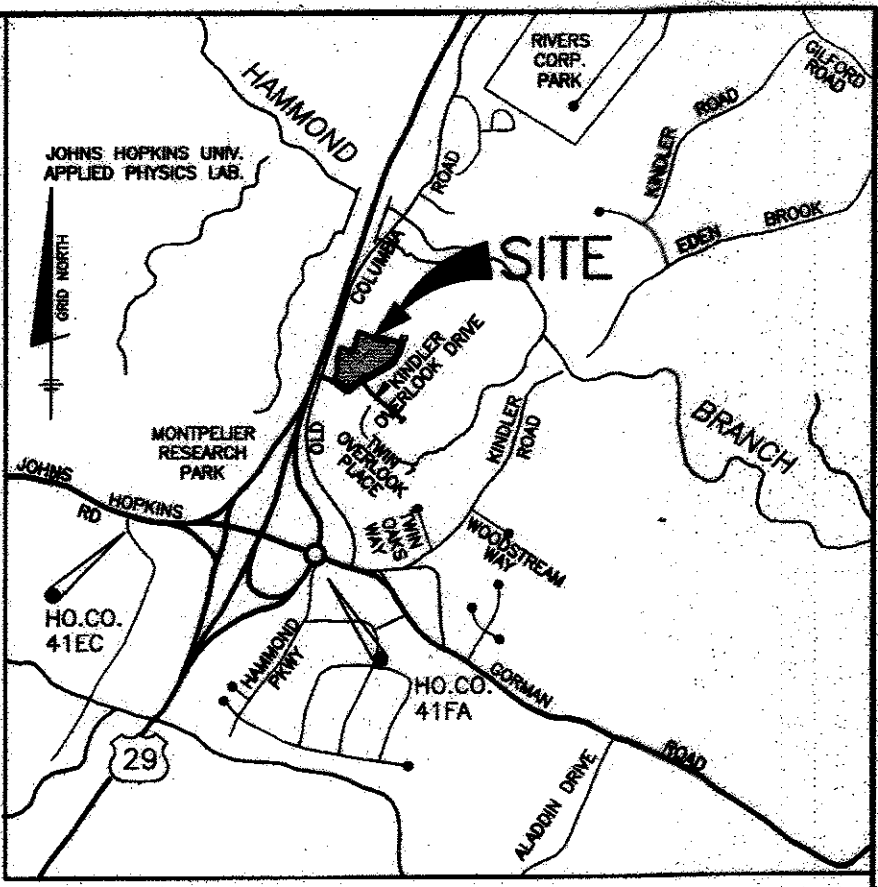 RIVERS
CORP.
PARK
GILFORD
ROAD
HAMMOND
KINDLER ROAD
JOHNS HOPKINS UNIV.
APPLIED PHYSICS LAB.
GRID NORTH
OLD COLUMBIA ROAD
EDEN BROOK
SITE
KINDLER
OVERLOOK DRIVE
MONTPELIER
RESEARCH
PARK
TWIN
OVERLOOK
PLACE
KINDLER
ROAD
BRANCH
JOHNS HOPKINS RD
TWIN
OAKS
WAY
WOODSTREAM
WAY
HO.CO.
41EC
HAMMOND
PKWY
HO.CO.
41FA
GORMAN ROAD
29
ALADDIN DRIVE